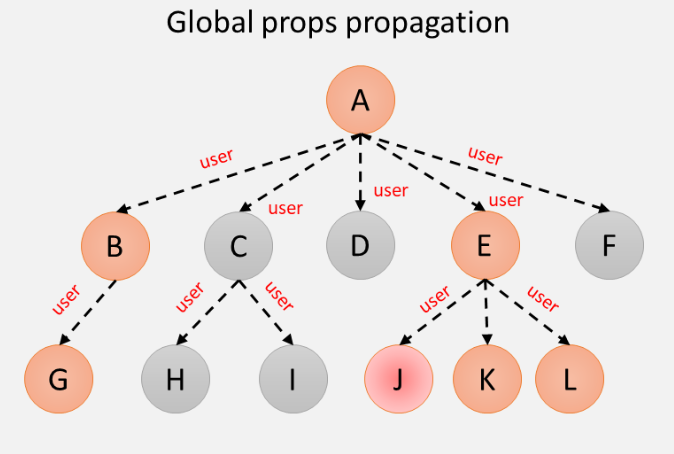 Global props propagation
A
user
user
user
user
user
B
C
D
E
F
user
user
user
user
user
G
H
I
J
K
L